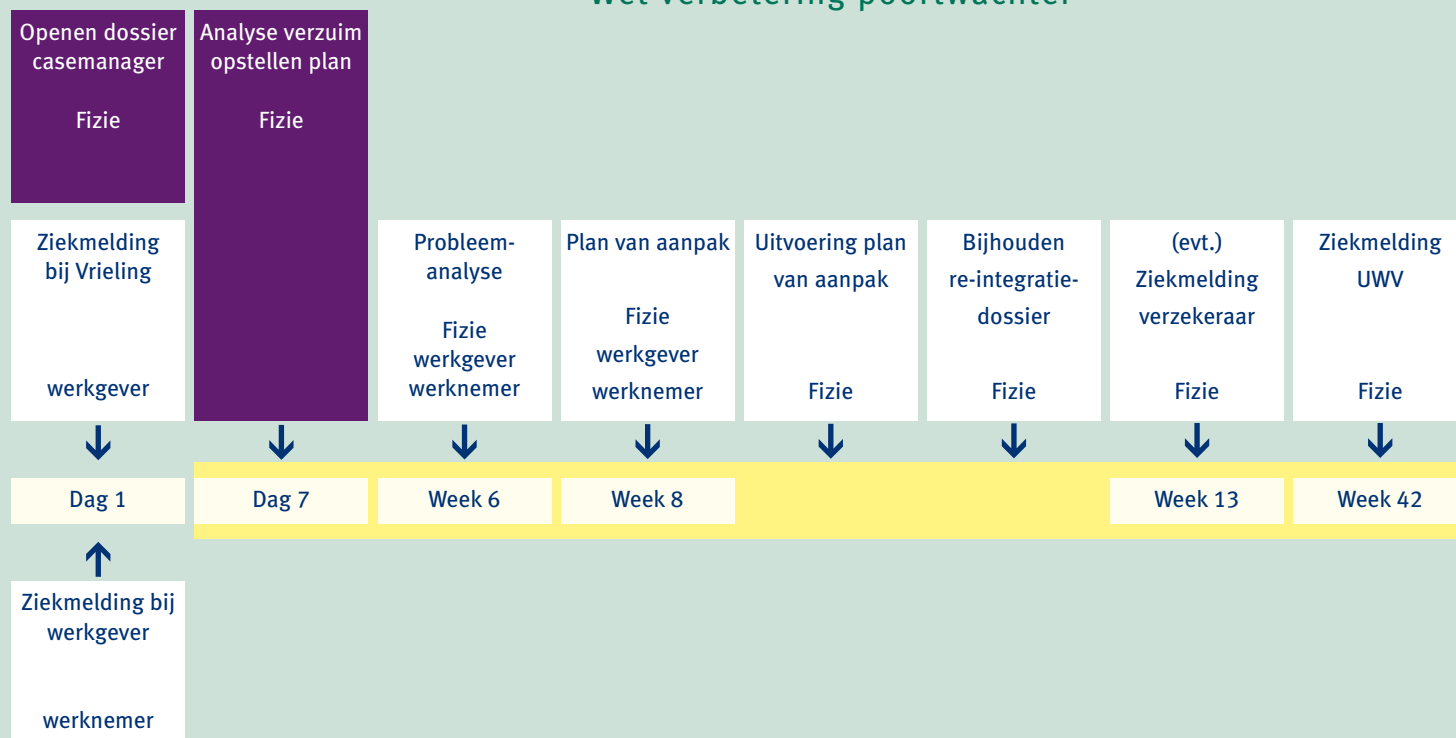 Wet verbetering poortwachter
Openen dossier
casemanager
Fizie
Analyse verzuim
opstellen plan
Fizie
Ziekmelding
bij Vrieling
werkgever
Probleem-
analyse
Fizie
werkgever
werknemer
Plan van aanpak
Fizie
werkgever
werknemer
Uitvoering plan
van aanpak
Fizie
Bijhouden
re-integratie-
dossier
Fizie
(evt.)
Ziekmelding
verzekeraar
Fizie
Ziekmelding
UWV
Fizie
Dag 1
Dag 7
Week 6
Week 8
Week 13
Week 42
Ziekmelding bij
werkgever
werknemer